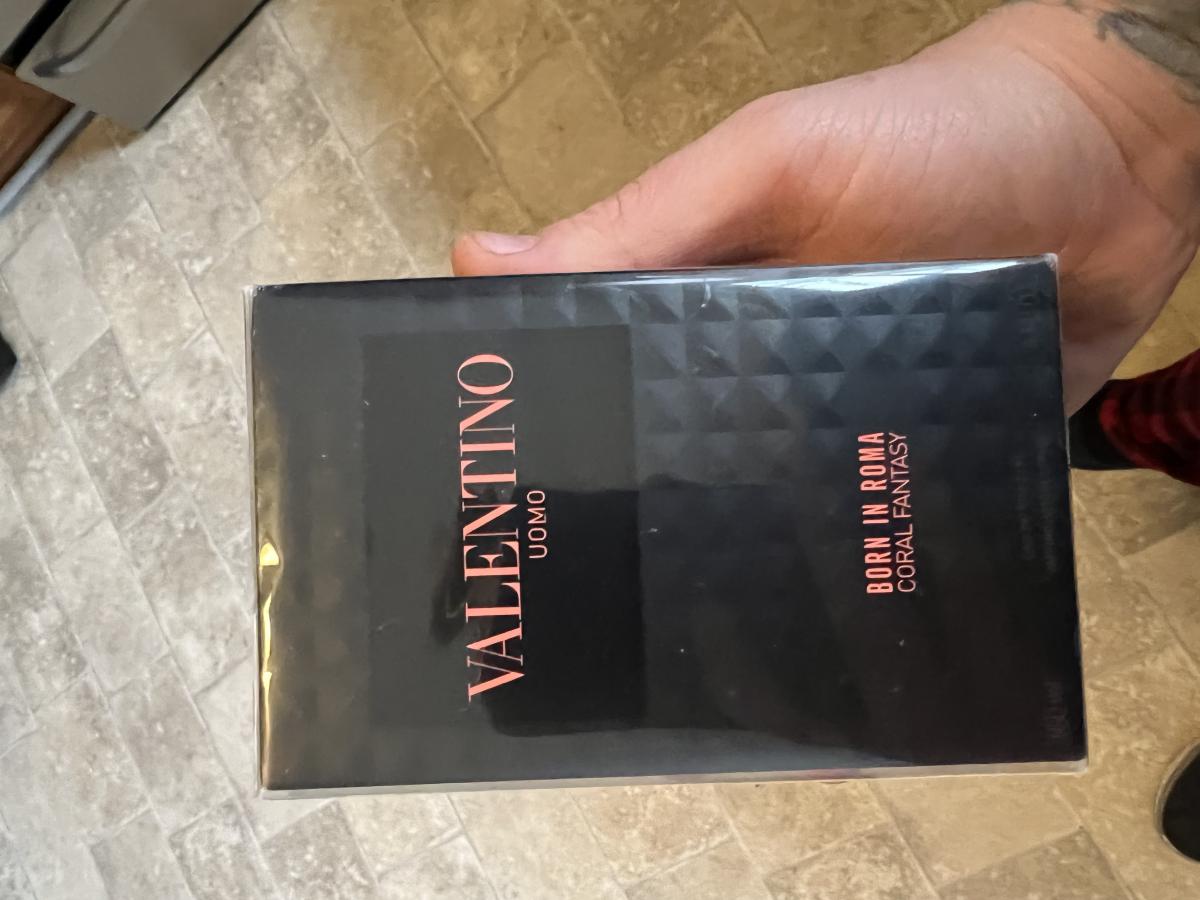 VALENTINO
UOMO
BORN IN ROMA
CORAL FANTASY